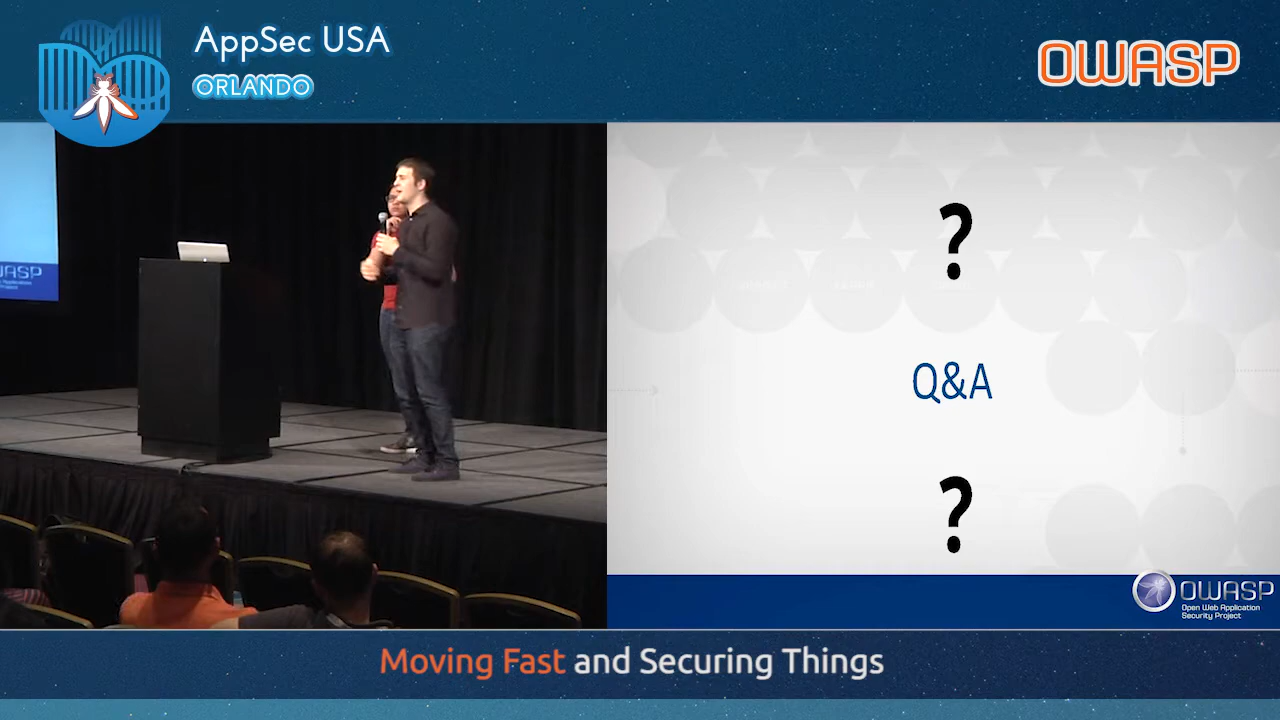 AppSec USA
ORLANDO
OWASP
?
Q&A
?
OWASP
Open Web Application
Security Project
Moving Fast and Securing Things